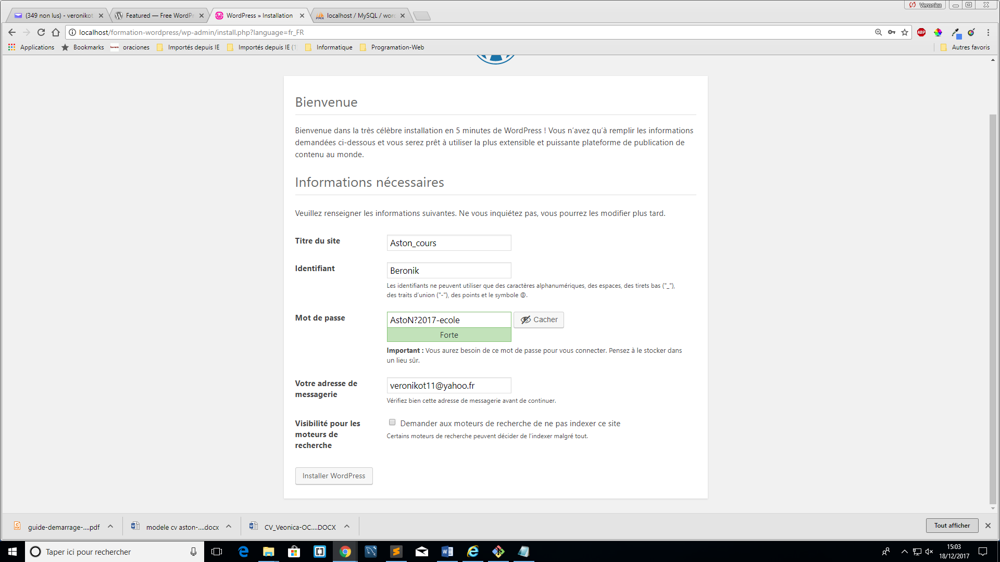 Veronica
(349 non lus) - veronikot
Featured — Free WordPr
WordPress » Installation
localhost / MySQL / word
localhost/formation-wordpress/wp-admin/install.php?language=fr_FR
ABP
Applications
Bookmarks
oraciones
Importés depuis IE
Importés depuis IE (1
Informatique
Programation-Web
Autres favoris
Bienvenue
Bienvenue dans la très célèbre installation en 5 minutes de WordPress ! Vous n’avez qu’à remplir les informations
demandées ci-dessous et vous serez prêt à utiliser la plus extensible et puissante plateforme de publication de
contenu au monde.
Informations nécessaires
Veuillez renseigner les informations suivantes. Ne vous inquiétez pas, vous pourrez les modifier plus tard.
Titre du site
Aston_cours
Identifiant
Beronik
Les identifiants ne peuvent utiliser que des caractères alphanumériques, des espaces, des tirets bas ("_"),
des traits d’union ("-"), des points et le symbole @.
Mot de passe
AstoN?2017-ecole
Cacher
Forte
Important : Vous aurez besoin de ce mot de passe pour vous connecter. Pensez à le stocker dans
un lieu sûr.
Votre adresse de
messagerie
veronikot11@yahoo.fr
Vérifiez bien cette adresse de messagerie avant de continuer.
Visibilité pour les
moteurs de
recherche
Demander aux moteurs de recherche de ne pas indexer ce site
Certains moteurs de recherche peuvent décider de l’indexer malgré tout.
Installer WordPress
guide-demarrage-....pdf
modele cv aston-....docx
CV_Veonica-OC....DOCX
Tout afficher
Taper ici pour rechercher
15:03
18/12/2017